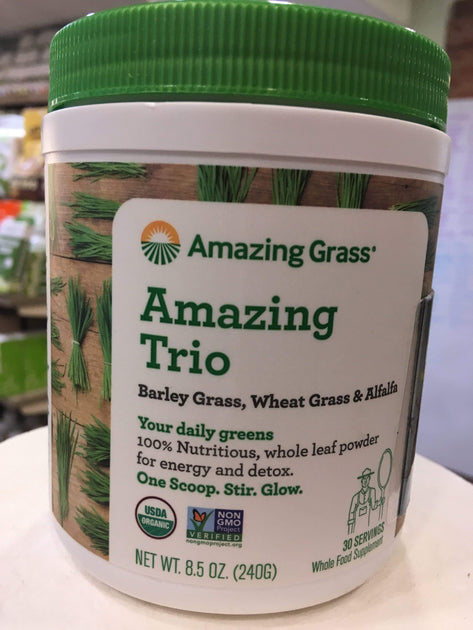 Amazing Grass®
Amazing
Trio
Barley Grass, Wheat Grass & Alfalfa
Your daily greens
100% Nutritious, whole leaf powder
for energy and detox.
One Scoop. Stir. Glow.
USDA
ORGANIC
NON
GMO
Project
VERIFIED
nongmoproject.org
30 SERVINGS
Whole Food Supplement
NET WT. 8.5 OZ. (240G)